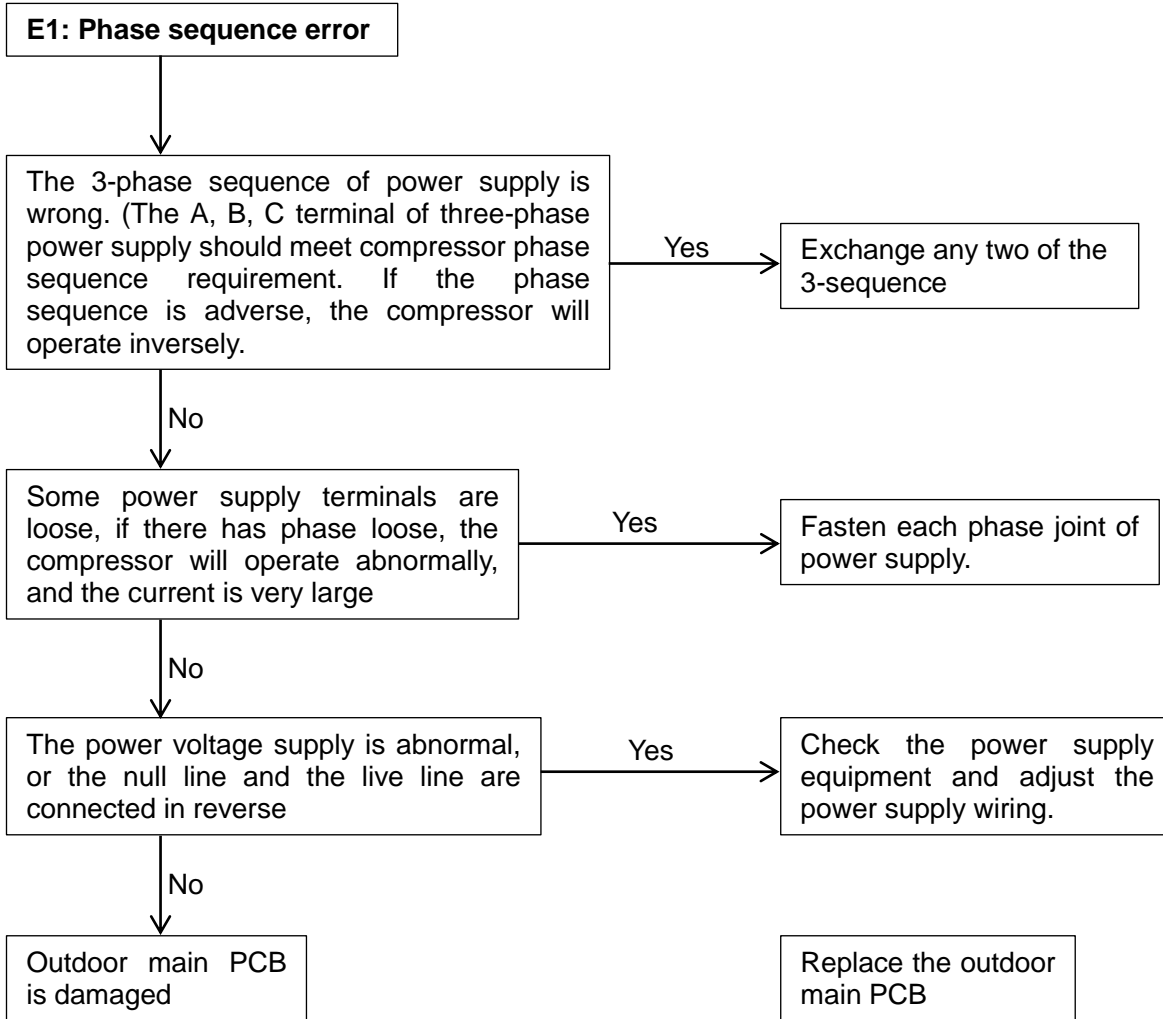 E1: Phase sequence error
The 3-phase sequence of power supply is
wrong. (The A, B, C terminal of three-phase
power supply should meet compressor phase
sequence requirement. If the phase
sequence is adverse, the compressor will
operate inversely.
Yes
Exchange any two of the
3-sequence
No
Some power supply terminals are
loose, if there has phase loose, the
compressor will operate abnormally,
and the current is very large
Yes
Fasten each phase joint of
power supply.
No
The power voltage supply is abnormal,
or the null line and the live line are
connected in reverse
Yes
Check the power supply
equipment and adjust the
power supply wiring.
No
Outdoor main PCB
is damaged
Replace the outdoor
main PCB